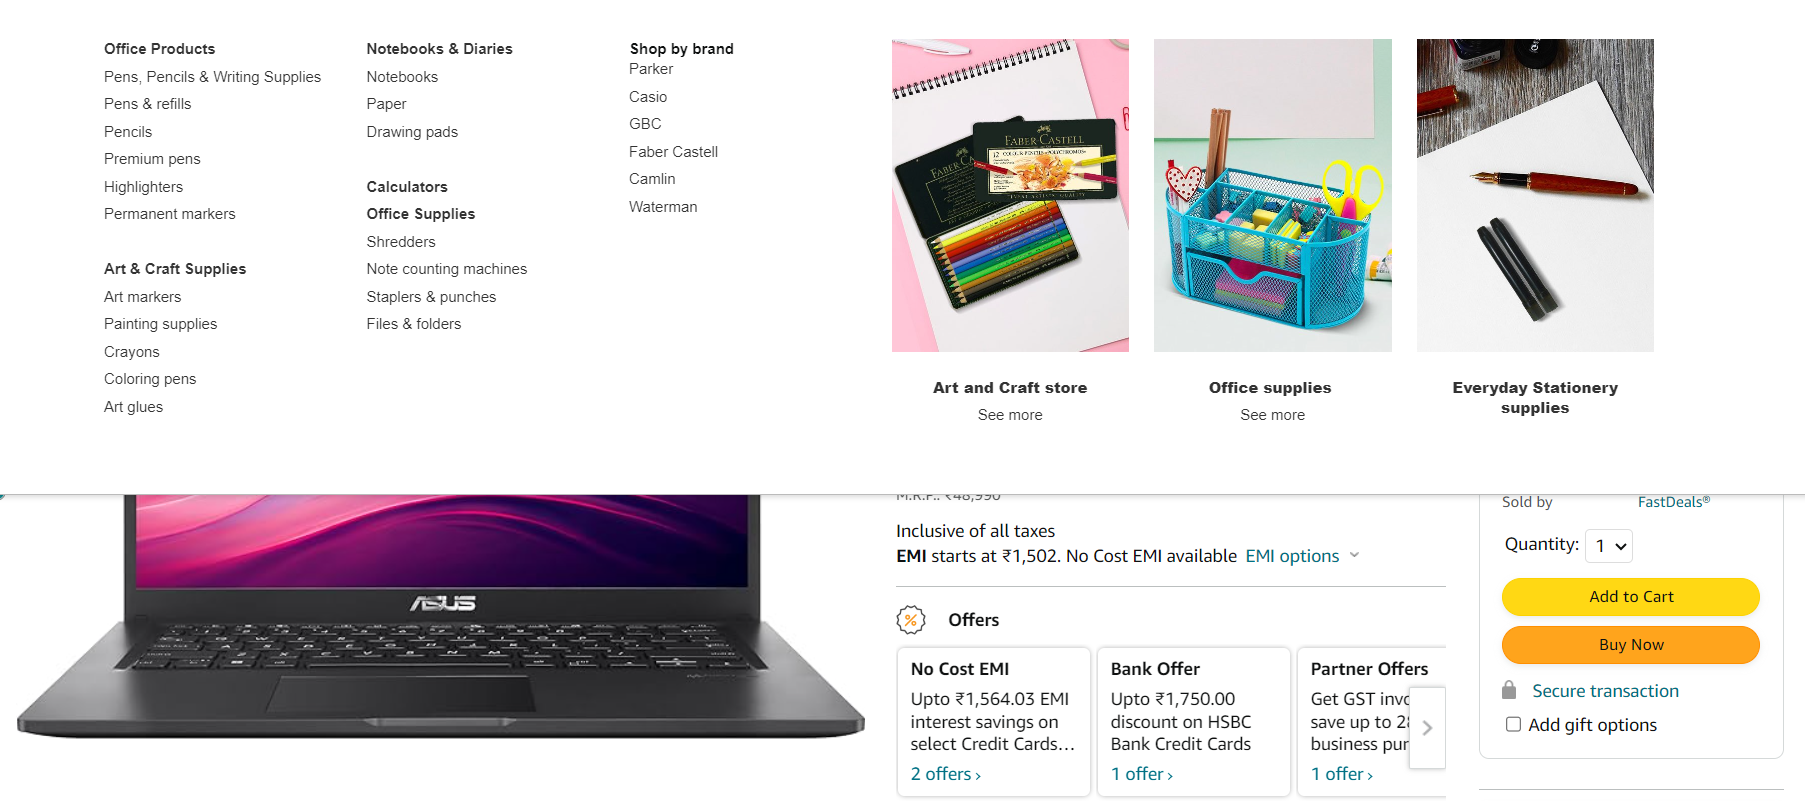 Office Products
Pens, Pencils & Writing Supplies
Pens & refills
Pencils
Premium pens
Highlighters
Permanent markers
Art & Craft Supplies
Art markers
Painting supplies
Crayons
Coloring pens
Art glues
Notebooks & Diaries
Notebooks
Paper
Drawing pads
Calculators
Office Supplies
Shredders
Note counting machines
Staplers & punches
Files & folders
Shop by brand
Parker
Casio
GBC
Faber Castell
Camlin
Waterman
FABER CASTELL
12 COLOUR PENCILS POLYCHROMOS
Art and Craft store
See more
Office supplies
See more
Everyday Stationery
supplies
ASUS
M.R.P.: ₹48,990
Inclusive of all taxes
EMI starts at ₹1,502. No Cost EMI available EMI options
Offers
No Cost EMI
Upto ₹1,564.03 EMI
interest savings on
select Credit Cards…
2 offers ›
Bank Offer
Upto ₹1,750.00
discount on HSBC
Bank Credit Cards
1 offer ›
Partner Offers
Get GST invo
save up to 28
business pur
1 offer ›
Sold by FastDeals®
Quantity: 1
Add to Cart
Buy Now
Secure transaction
Add gift options